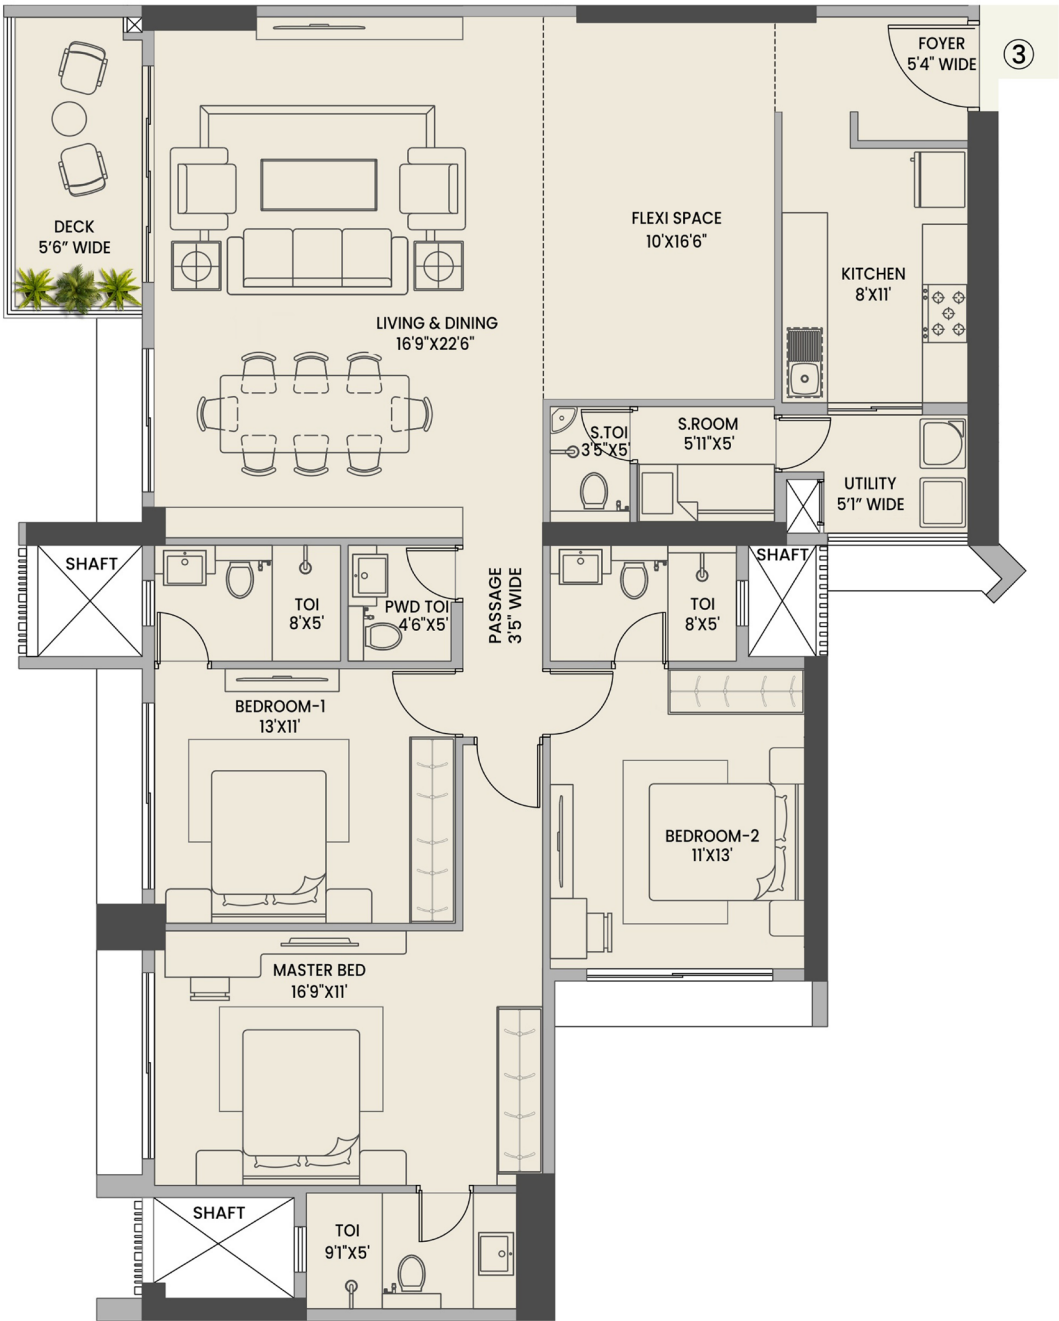 FOYER
5'4" WIDE
③
DECK
5'6" WIDE
FLEXI SPACE
10'X16'6"
KITCHEN
8'X11'
LIVING & DINING
16'9"X22'6"
S.TOI
3'5"X5'
S.ROOM
5'11"X5'
UTILITY
5'1" WIDE
SHAFT
TOI
8'X5'
PWD TOI
4'6"X5'
PASSAGE
3'5" WIDE
TOI
8'X5'
SHAFT
BEDROOM-1
13'X11'
BEDROOM-2
11'X13'
MASTER BED
16'9"X11'
SHAFT
TOI
9'1"X5'